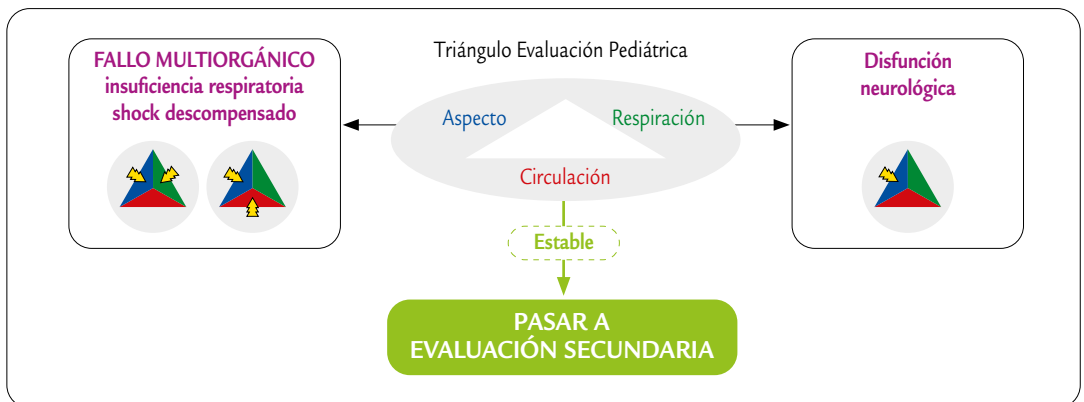 FALLO MULTIORGÁNICO
insuficiencia respiratoria
shock descompensado
Triángulo Evaluación Pediátrica
Aspecto
Respiración
Circulación
Disfunción
neurológica
Estable
PASAR A
EVALUACIÓN SECUNDARIA